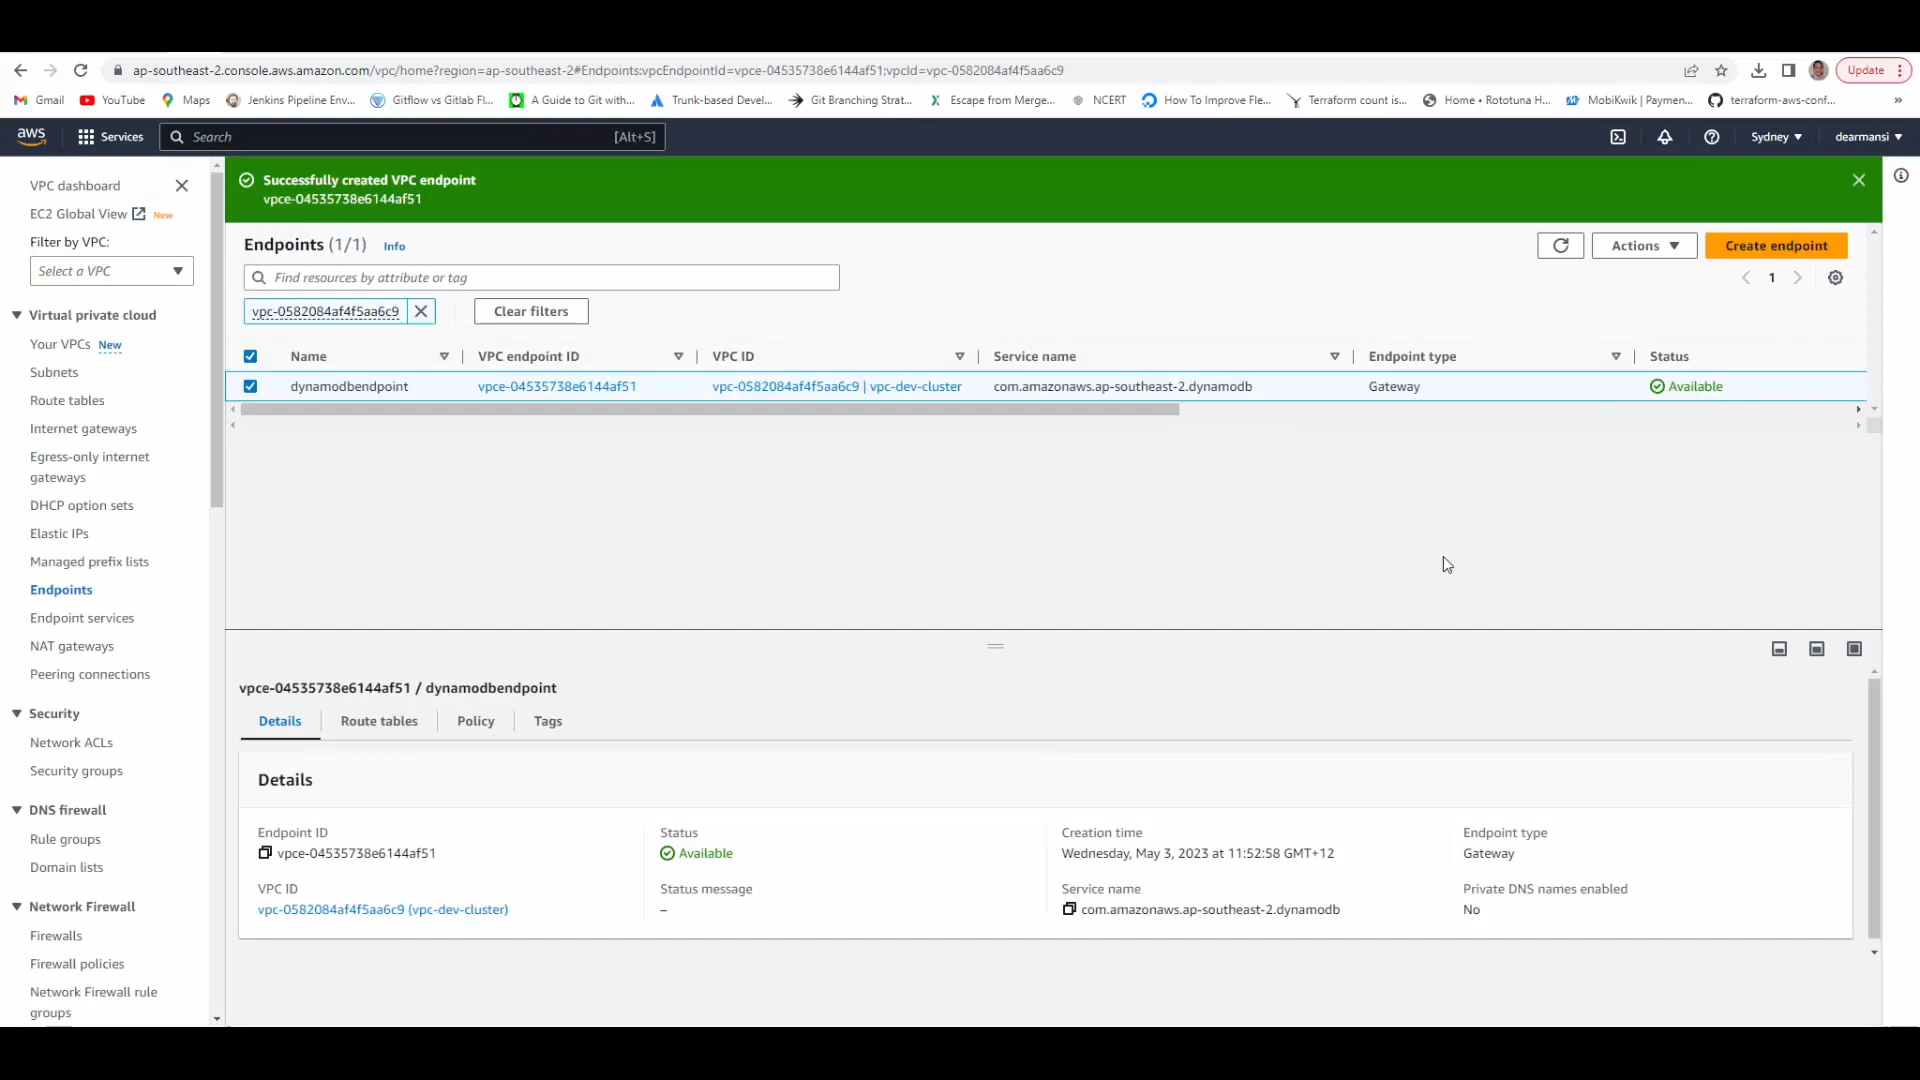 ap-southeast-2.console.aws.amazon.com/vpc/home?region=ap-southeast-2#Endpoints:vpcEndpointId=vpce-04535738e6144af51;vpcId=vpc-0582084af4f5aa6c9
Update
Gmail YouTube Maps Jenkins Pipeline Env... Gitflow vs Gitlab Fl... A Guide to Git with... Trunk-based Devel... Git Branching Strat... Escape from Merge... NCERT How To Improve Fle... Terraform count is... Home • Rototuna H... MobiKwik | Paymen... terraform-aws-conf... »
aws Services Search [Alt+S] Sydney dearmansi
VPC dashboard
EC2 Global View New
Filter by VPC:
Select a VPC
Virtual private cloud
Your VPCs New
Subnets
Route tables
Internet gateways
Egress-only internet
gateways
DHCP option sets
Elastic IPs
Managed prefix lists
Endpoints
Endpoint services
NAT gateways
Peering connections
Security
Network ACLs
Security groups
DNS firewall
Rule groups
Domain lists
Network Firewall
Firewalls
Firewall policies
Network Firewall rule
groups
Successfully created VPC endpoint
vpce-04535738e6144af51
Endpoints (1/1) Info
Actions
Create endpoint
Find resources by attribute or tag
1
vpc-0582084af4f5aa6c9
Clear filters
Name VPC endpoint ID VPC ID Service name Endpoint type Status
dynamodbendpoint vpce-04535738e6144af51 vpc-0582084af4f5aa6c9 | vpc-dev-cluster com.amazonaws.ap-southeast-2.dynamodb Gateway Available
vpce-04535738e6144af51 / dynamodbendpoint
Details Route tables Policy Tags
Details
Endpoint ID Status Creation time Endpoint type
vpce-04535738e6144af51 Available Wednesday, May 3, 2023 at 11:52:58 GMT+12 Gateway
VPC ID Status message Service name Private DNS names enabled
vpc-0582084af4f5aa6c9 (vpc-dev-cluster) – com.amazonaws.ap-southeast-2.dynamodb No